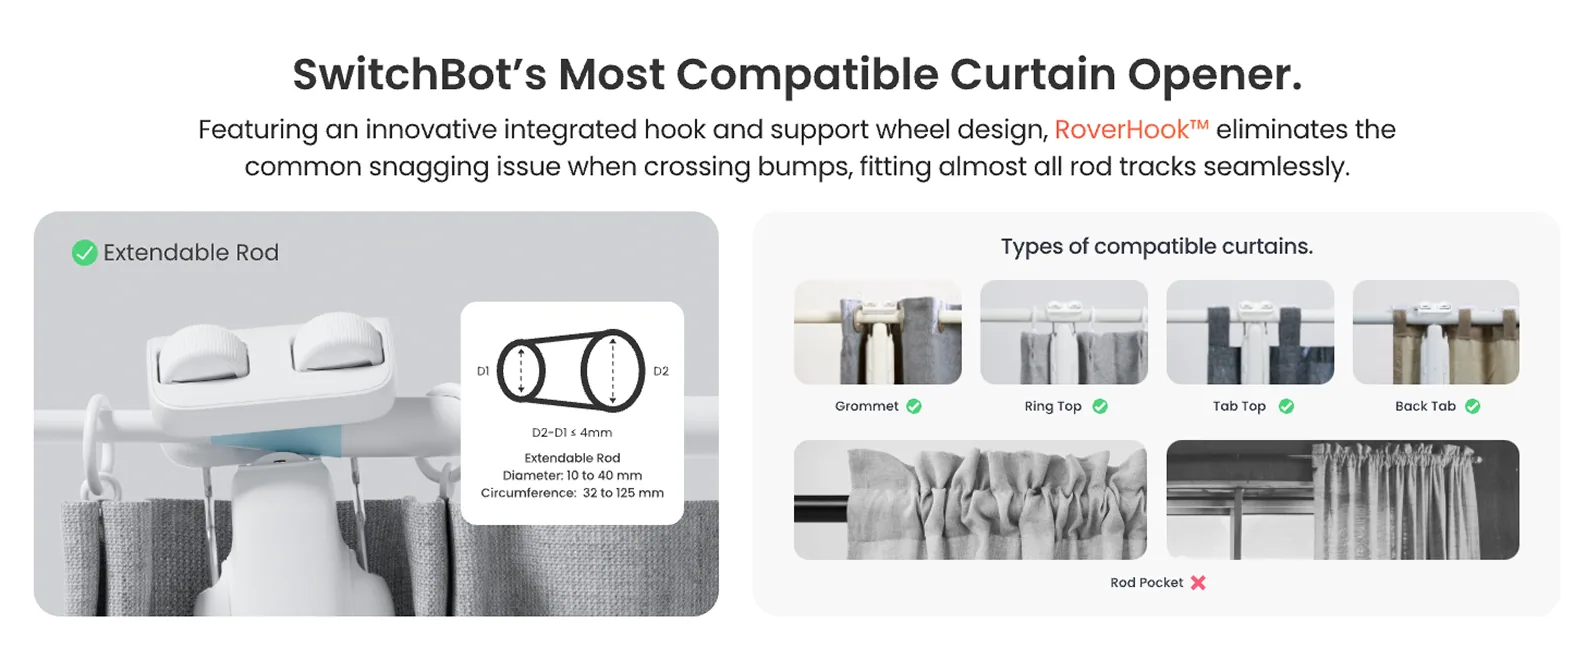 SwitchBot’s Most Compatible Curtain Opener.
Featuring an innovative integrated hook and support wheel design, RoverHook™ eliminates the
common snagging issue when crossing bumps, fitting almost all rod tracks seamlessly.
Extendable Rod
D1
D2
D2-D1 ≤ 4mm
Extendable Rod
Diameter: 10 to 40 mm
Circumference: 32 to 125 mm
Types of compatible curtains.
Grommet
Ring Top
Tab Top
Back Tab
Rod Pocket